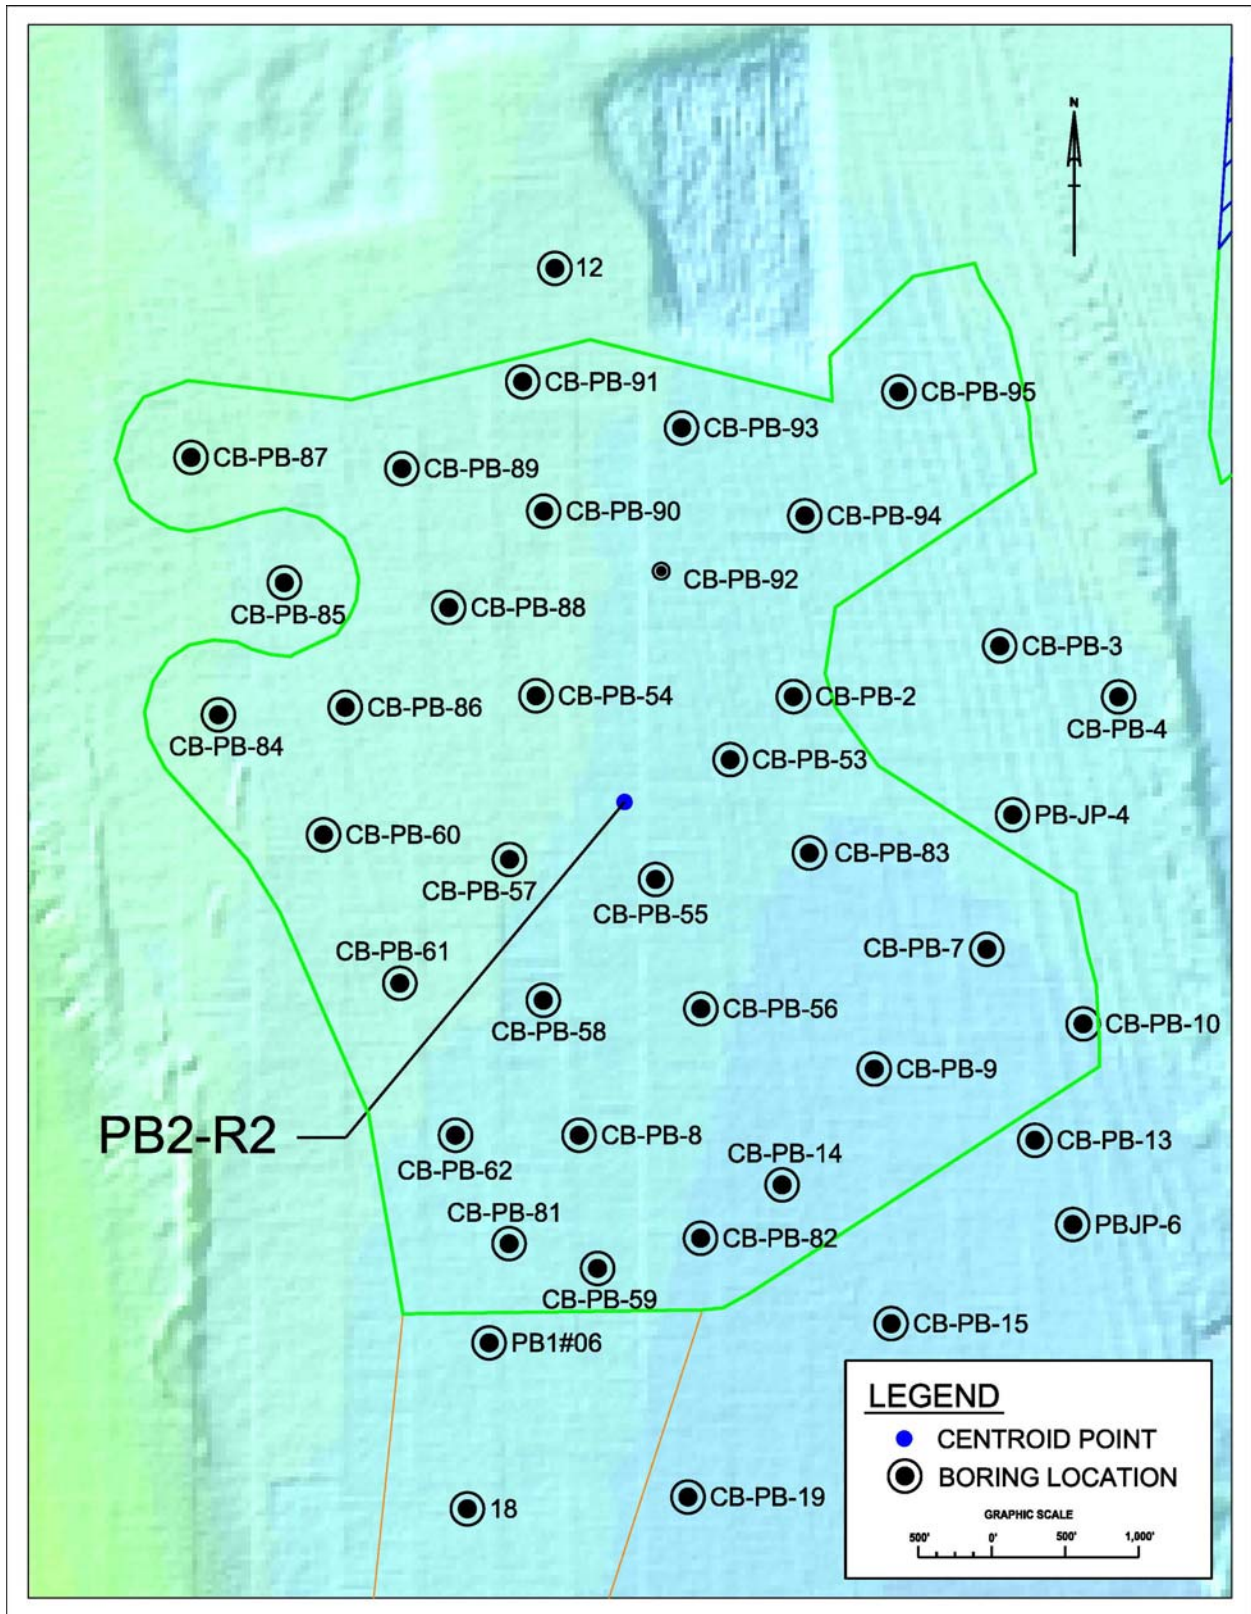 N
12
CB-PB-91
CB-PB-95
CB-PB-93
CB-PB-87
CB-PB-89
CB-PB-90
CB-PB-94
CB-PB-92
CB-PB-85
CB-PB-88
CB-PB-3
CB-PB-54
CB-PB-2
CB-PB-86
CB-PB-4
CB-PB-84
CB-PB-53
PB-JP-4
CB-PB-60
CB-PB-83
CB-PB-57
CB-PB-55
CB-PB-7
CB-PB-61
CB-PB-56
CB-PB-10
CB-PB-58
CB-PB-9
PB2-R2
CB-PB-8
CB-PB-13
CB-PB-14
CB-PB-62
CB-PB-81
PBJP-6
CB-PB-82
CB-PB-59
CB-PB-15
PB1#06
LEGEND
CENTROID POINT
BORING LOCATION
CB-PB-19
18
GRAPHIC SCALE
500' 0' 500' 1,000'